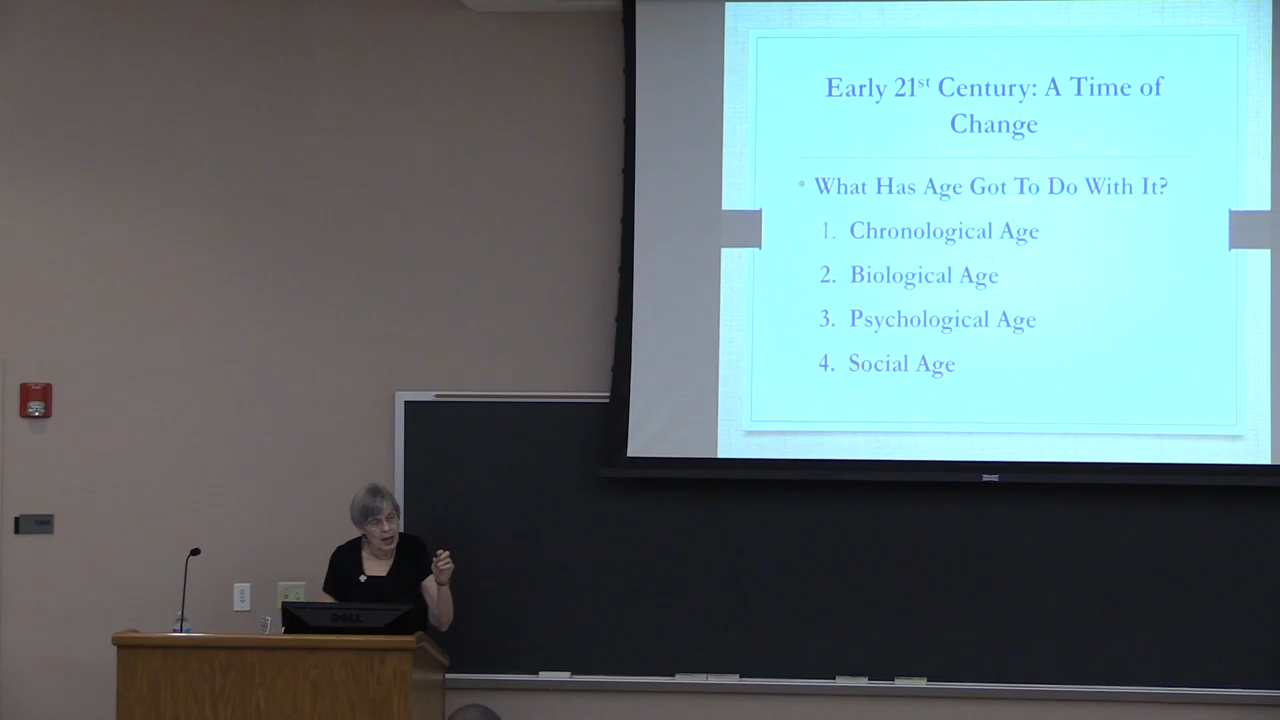 Early 21st Century: A Time of
Change
• What Has Age Got To Do With It?
1. Chronological Age
2. Biological Age
3. Psychological Age
4. Social Age
DELL